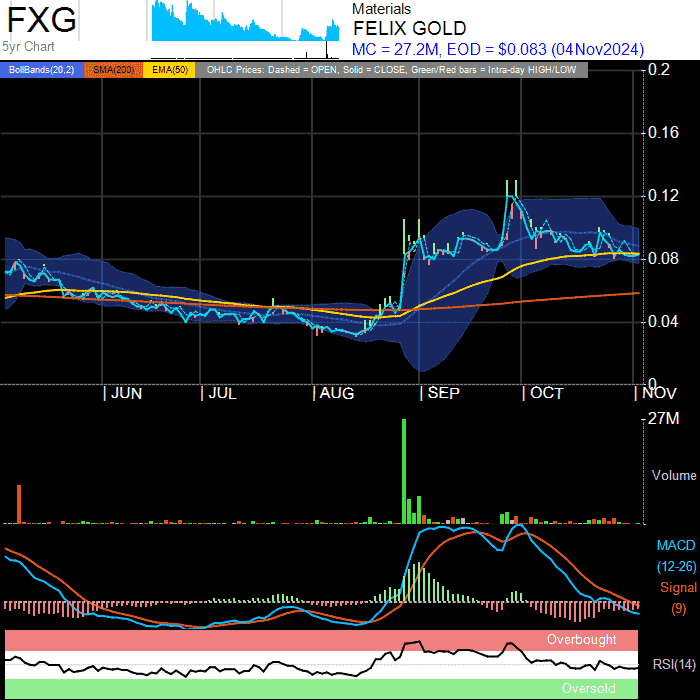 FXG
5yr Chart
Materials
FELIX GOLD
MC = 27.2M, EOD = $0.083 (04Nov2024)
BollBands(20,2) SMA(200) EMA(50) OHLC Prices: Dashed = OPEN, Solid = CLOSE, Green/Red bars = Intra-day HIGH/LOW
0.2
0.16
0.12
0.08
0.04
0
JUN JUL AUG SEP OCT NOV
27M
Volume
MACD
(12-26)
Signal
(9)
Overbought
RSI(14)
Oversold